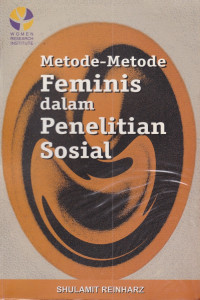 WOMEN
RESEARCH
INSTITUTE
Metode-Metode
Feminis
dalam
Penelitian
Sosial
SHULAMIT REINHARZ